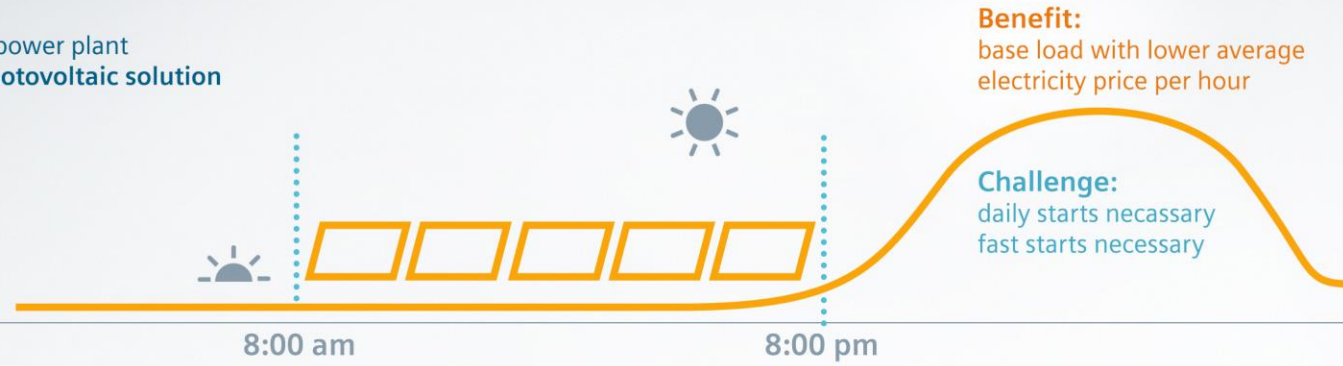 power plant
otovoltaic solution
Benefit:
base load with lower average
electricity price per hour
Challenge:
daily starts necassary
fast starts necessary
8:00 am
8:00 pm